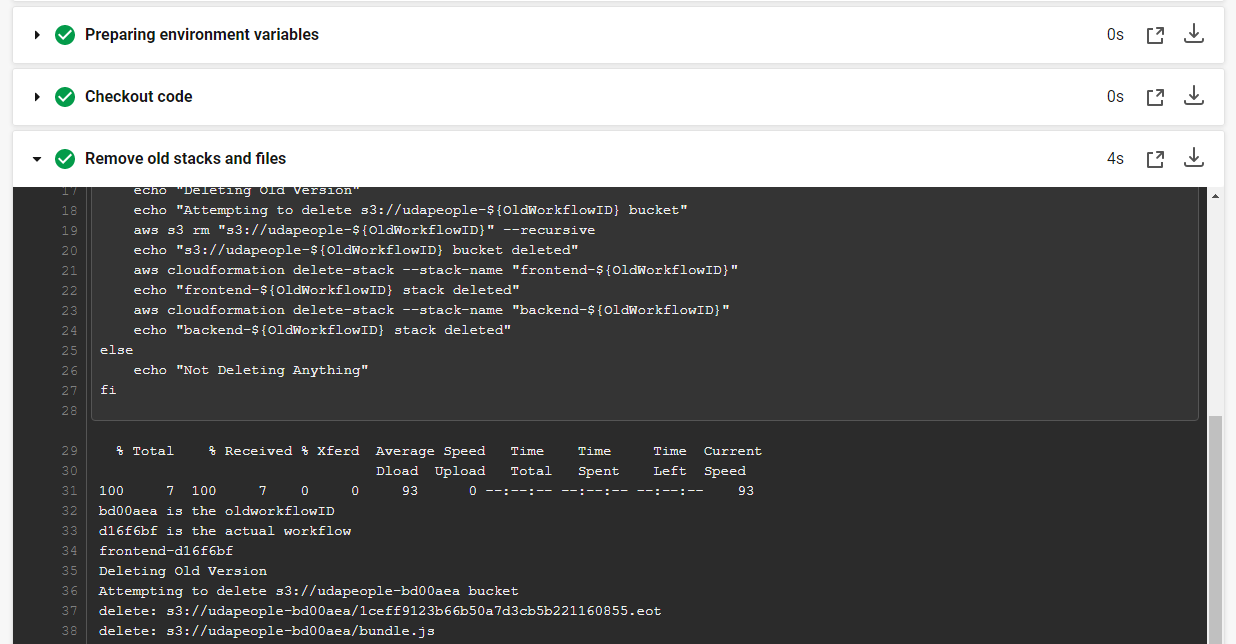 Preparing environment variables 0s
Checkout code 0s
Remove old stacks and files 4s
17 echo "Deleting Old Version"
18 echo "Attempting to delete s3://udapeople-${OldWorkflowID} bucket"
19 aws s3 rm "s3://udapeople-${OldWorkflowID}" --recursive
20 echo "s3://udapeople-${OldWorkflowID} bucket deleted"
21 aws cloudformation delete-stack --stack-name "frontend-${OldWorkflowID}"
22 echo "frontend-${OldWorkflowID} stack deleted"
23 aws cloudformation delete-stack --stack-name "backend-${OldWorkflowID}"
24 echo "backend-${OldWorkflowID} stack deleted"
25 else
26 echo "Not Deleting Anything"
27 fi
28
29 % Total % Received % Xferd Average Speed Time Time Time Current
30 Dload Upload Total Spent Left Speed
31 100 7 100 7 0 0 93 0 --:--:-- --:--:-- --:--:-- 93
32 bd00aea is the oldworkflowID
33 d16f6bf is the actual workflow
34 frontend-d16f6bf
35 Deleting Old Version
36 Attempting to delete s3://udapeople-bd00aea bucket
37 delete: s3://udapeople-bd00aea/1ceff9123b66b50a7d3cb5b221160855.eot
38 delete: s3://udapeople-bd00aea/bundle.js